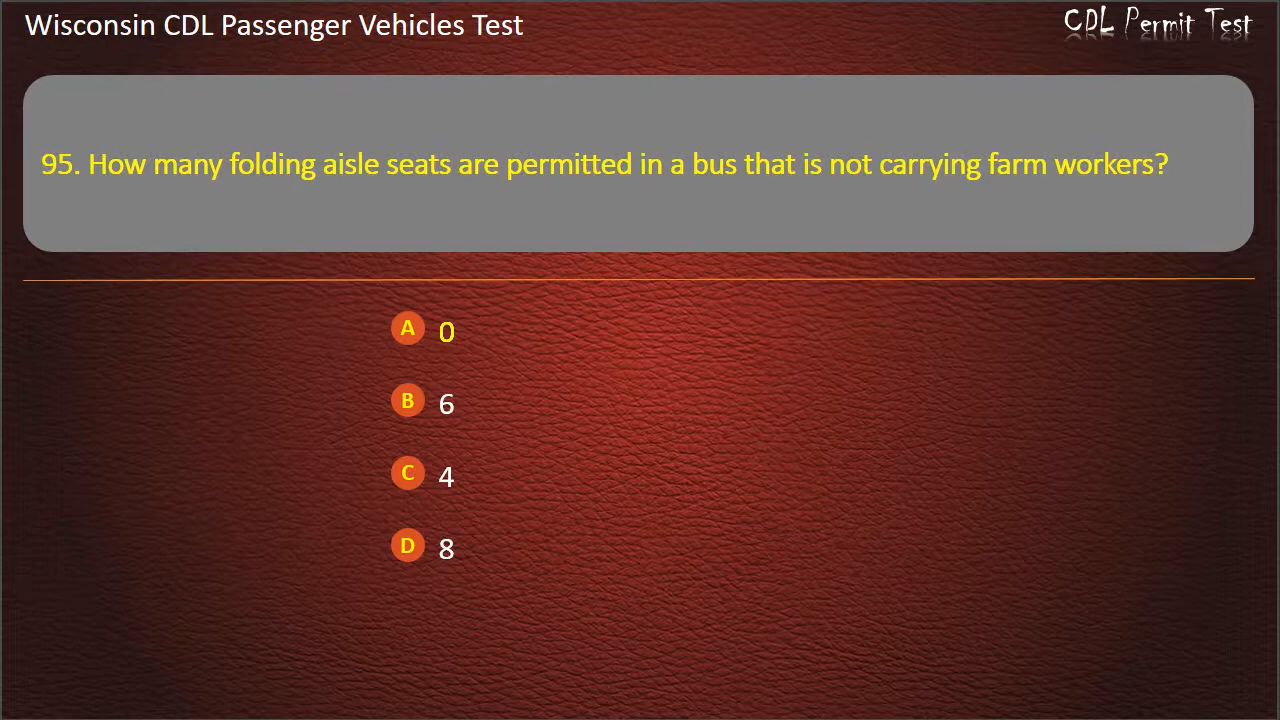 Wisconsin CDL Passenger Vehicles Test
CDL Permit Test
95. How many folding aisle seats are permitted in a bus that is not carrying farm workers?
A 0
B 6
C 4
D 8